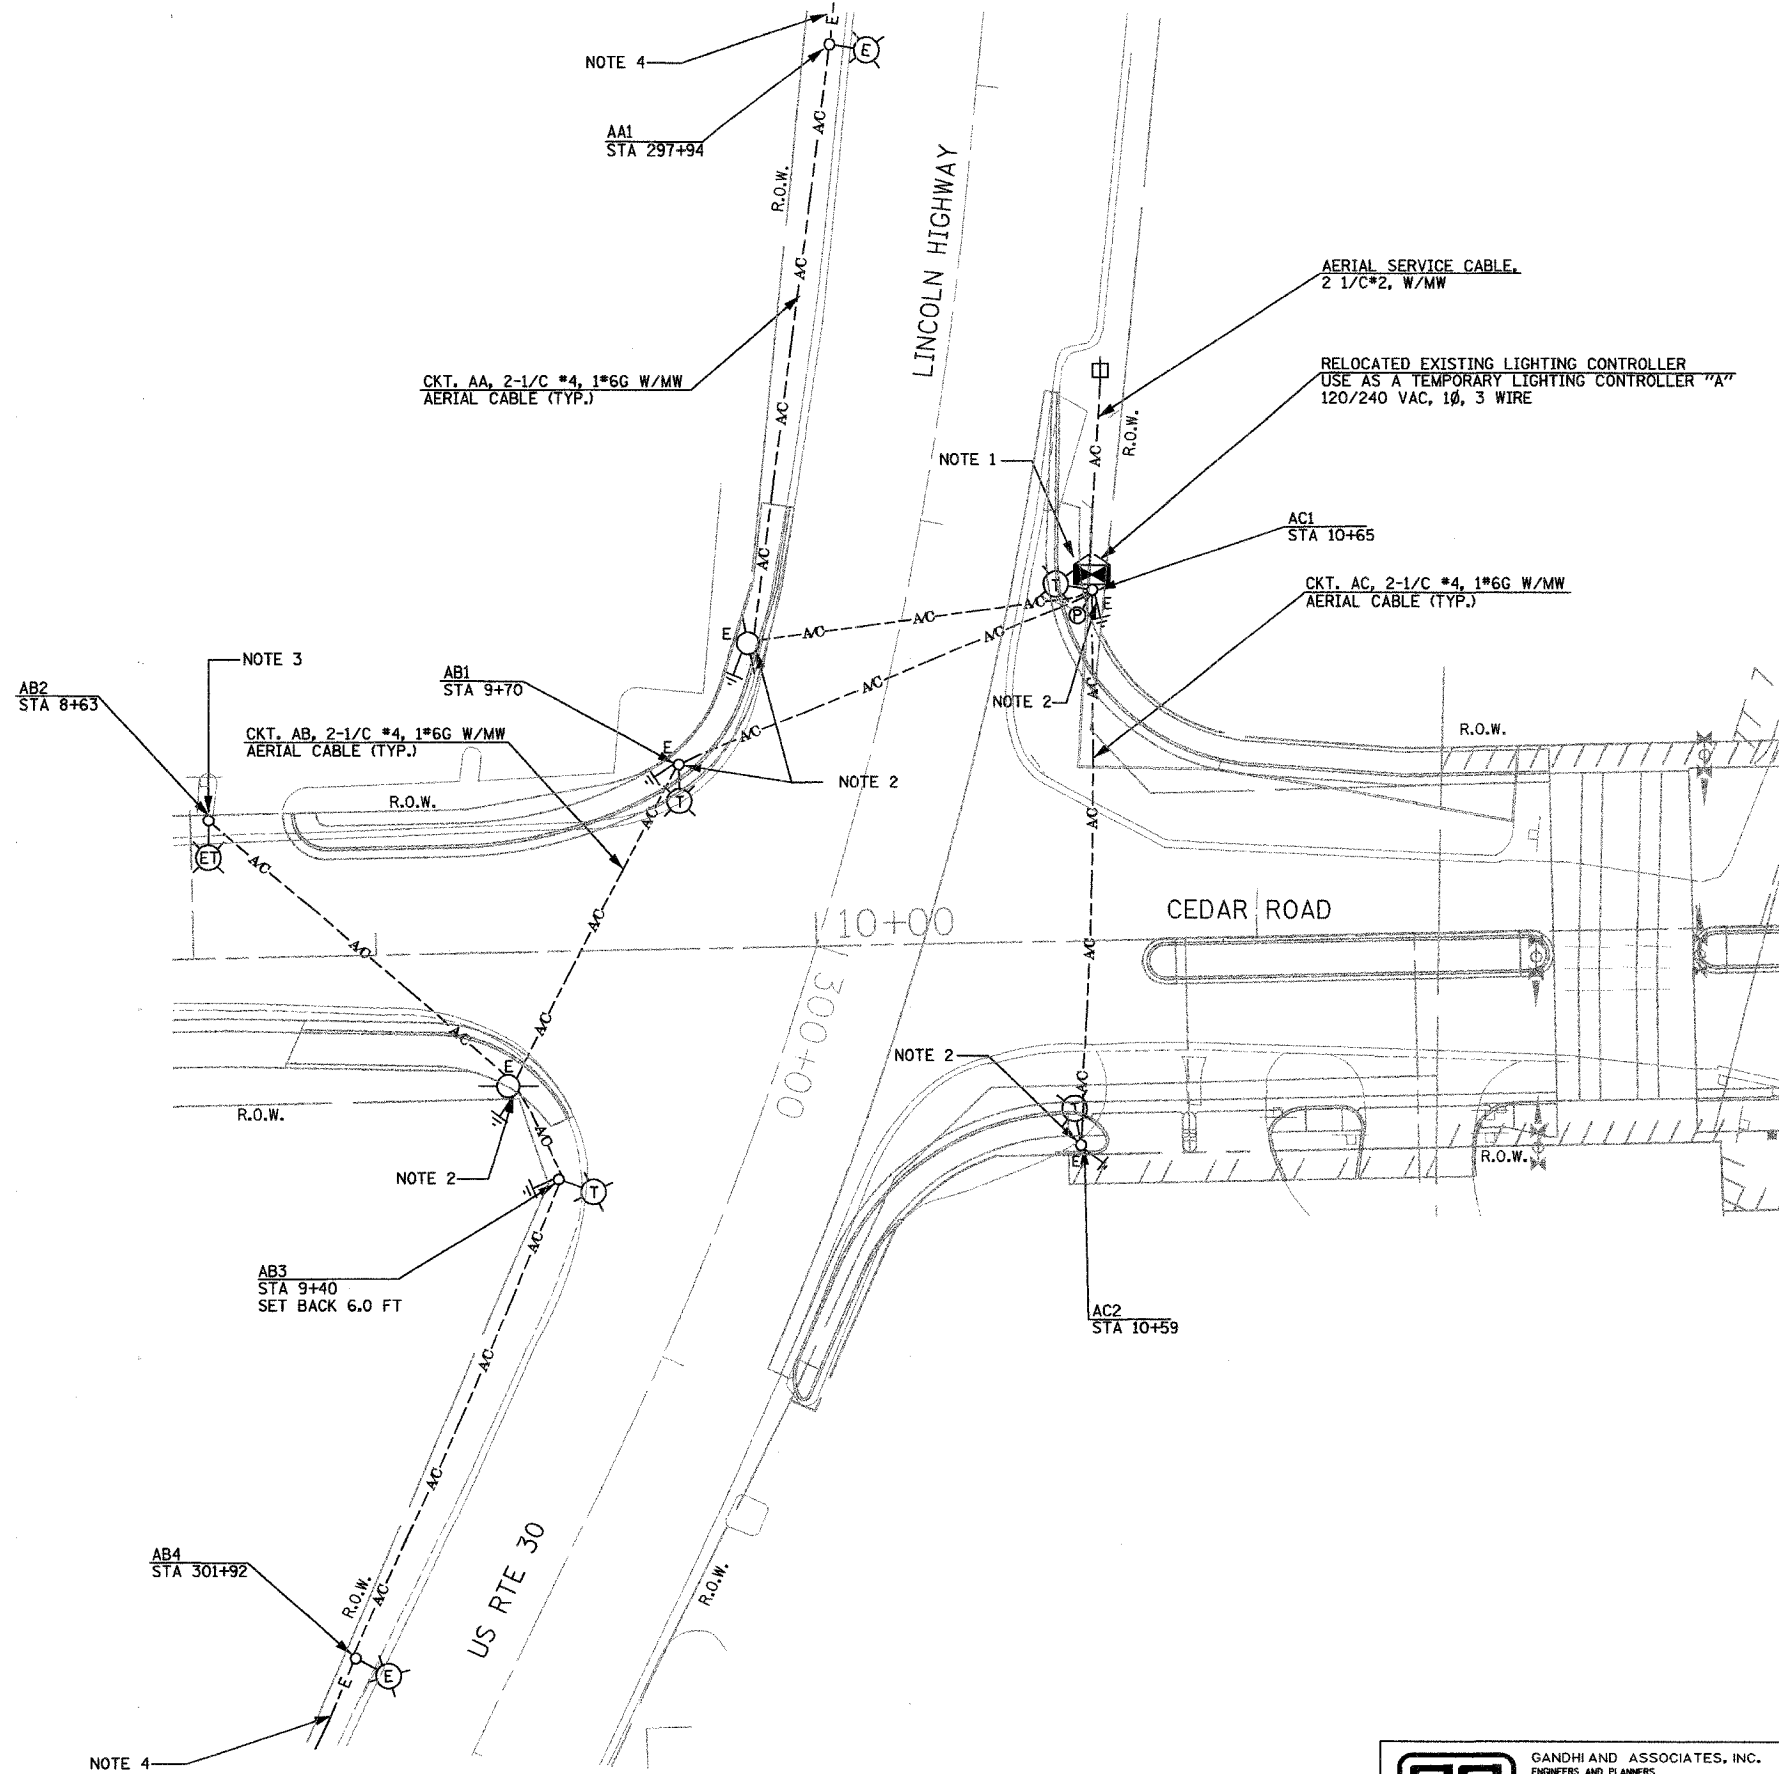 E
NOTE 4
E
AA1
STA 297+94
A/C
R.O.W.
LINCOLN HIGHWAY
A/C
AERIAL SERVICE CABLE,
2 1/C#2, W/MW
CKT. AA, 2-1/C #4, 1#6G W/MW
AERIAL CABLE (TYP.)
RELOCATED EXISTING LIGHTING CONTROLLER
USE AS A TEMPORARY LIGHTING CONTROLLER "A"
120/240 VAC, 1Ø, 3 WIRE
A/C
R.O.W.
A/C
NOTE 1
AC1
STA 10+65
A/C
T
CKT. AC, 2-1/C #4, 1#6G W/MW
AERIAL CABLE (TYP.)
A/C
E
P
A/C
A/C
E
A/C
NOTE 3
AB1
STA 9+70
A/C
A/C
AB2
STA 8+63
NOTE 2
CKT. AB, 2-1/C #4, 1#6G W/MW
AERIAL CABLE (TYP.)
E
A/C
R.O.W.
NOTE 2
R.O.W.
T
A/C
A/C
ET
A/C
A/C
CEDAR ROAD
10+00
A/C
A/C
300+00
A/C
A/C
NOTE 2
E
A/C
R.O.W.
T
A/C
E
R.O.W.
NOTE 2
T
A/C
AB3
STA 9+40
SET BACK 6.0 FT
AC2
STA 10+59
A/C
A/C
US RTE 30
AB4
STA 301+92
R.O.W.
A/C
R.O.W.
E
E
NOTE 4
GANDHI AND ASSOCIATES, INC.
ENGINEERS AND PLANNERS